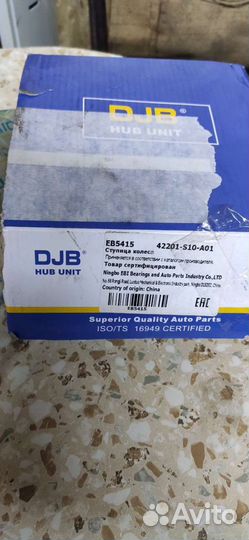 DJB
HUB UNIT
EB5415 42201-S10-A01
Ступица колеса
Применяется в соответствии с каталогом производителя.
Товар сертифицирован
Ningbo EBI Bearings and Auto Parts Industry Co.,LTD
Country of origin: China
DJB
HUB UNIT
EB5415
EAC
Superior Quality Auto Parts
ISO/TS 16949 CERTIFIED
Avito